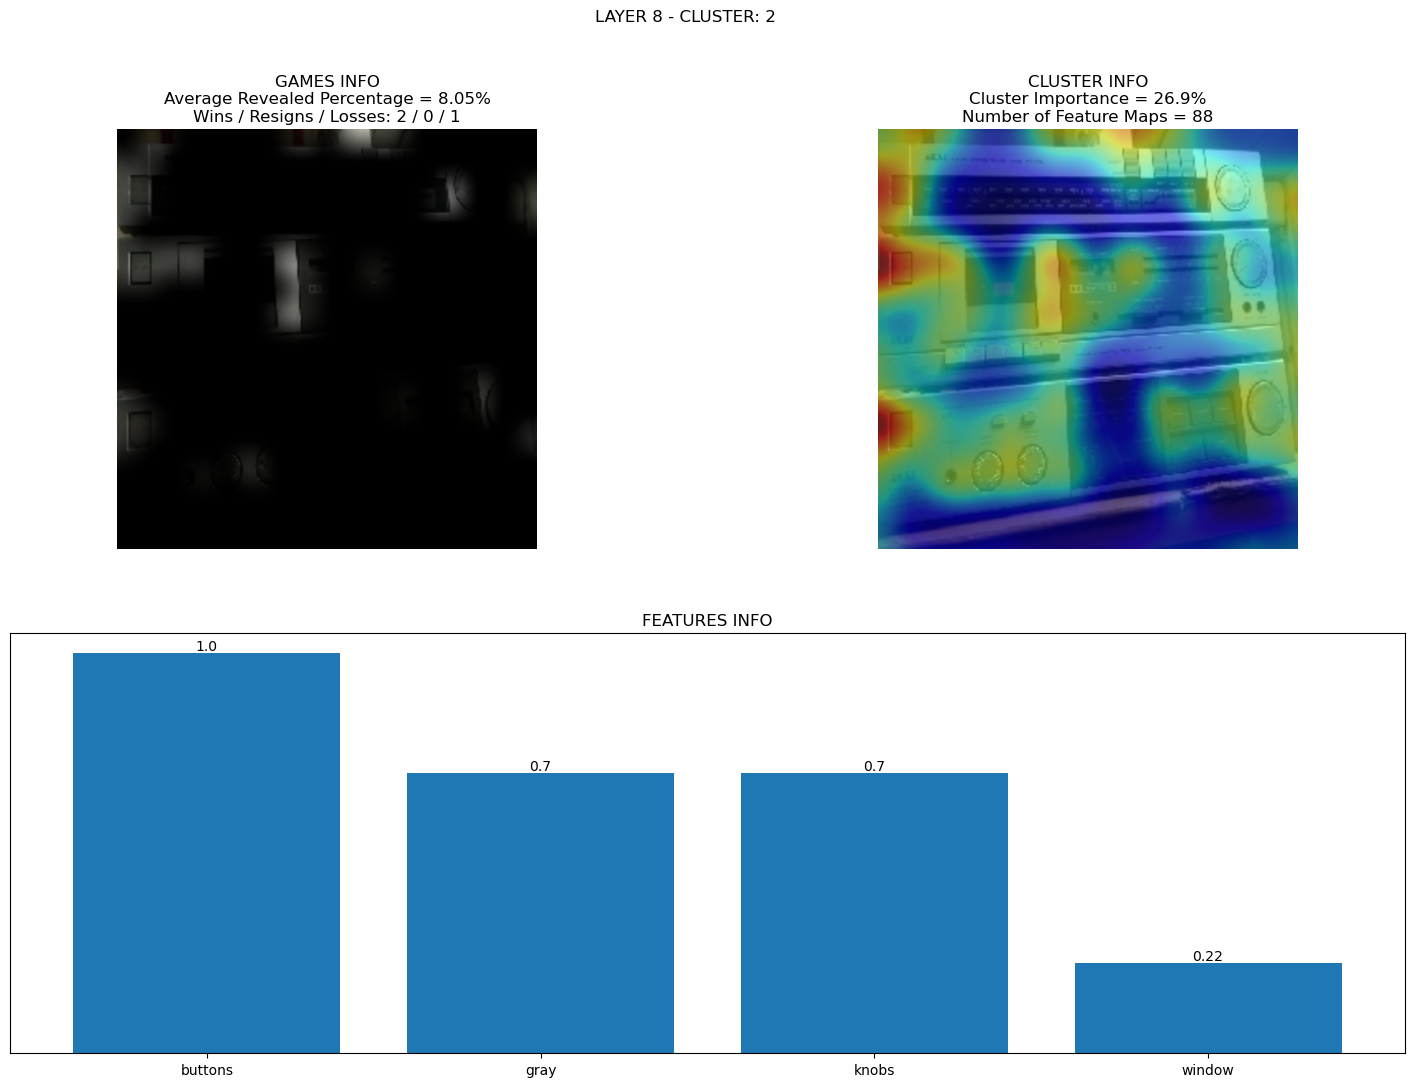 LAYER 8 - CLUSTER: 2
GAMES INFO
Average Revealed Percentage = 8.05%
Wins / Resigns / Losses: 2 / 0 / 1
CLUSTER INFO
Cluster Importance = 26.9%
Number of Feature Maps = 88
AKAI
FEATURES INFO
1.0
0.7
0.7
0.22
buttons
gray
knobs
window